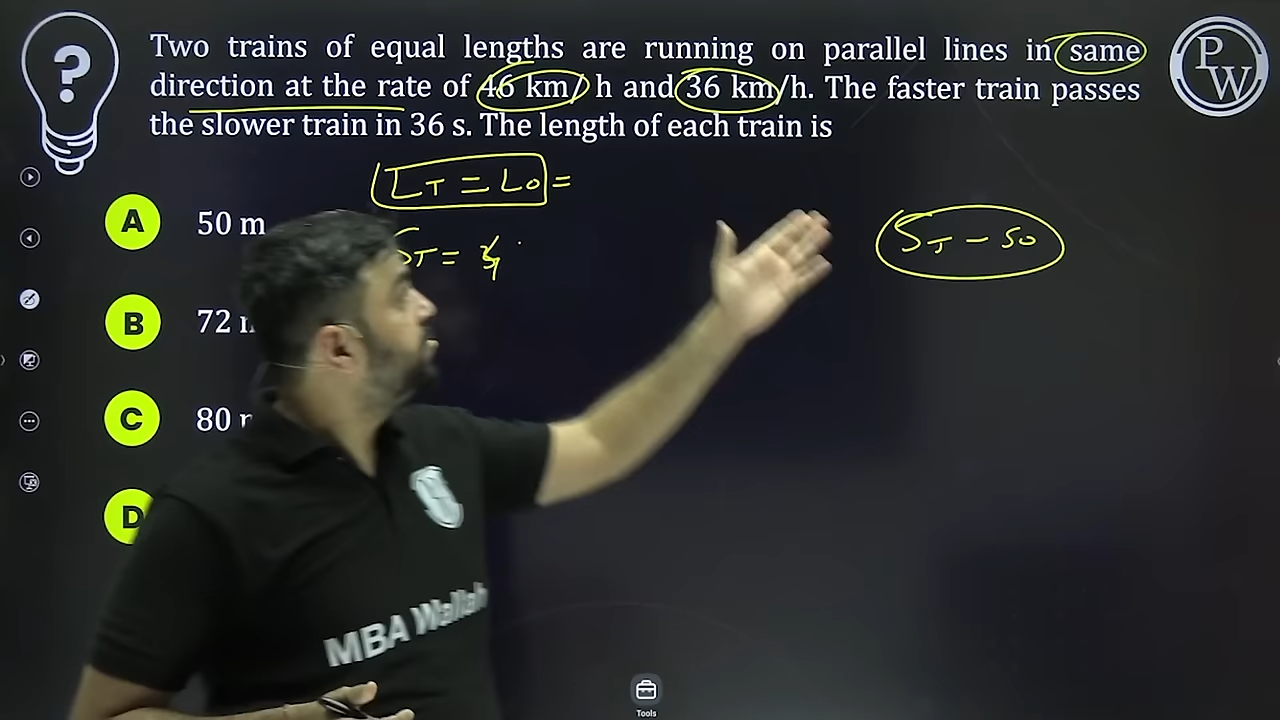 Two trains of equal lengths are running on parallel lines in same
direction at the rate of 46 km/ h and 36 km/h. The faster train passes
the slower train in 36 s. The length of each train is
P
W
A 50 m
B 72
C 80
D
LT = LO =
ST =
ST - SO
MBA Wallah
Tools